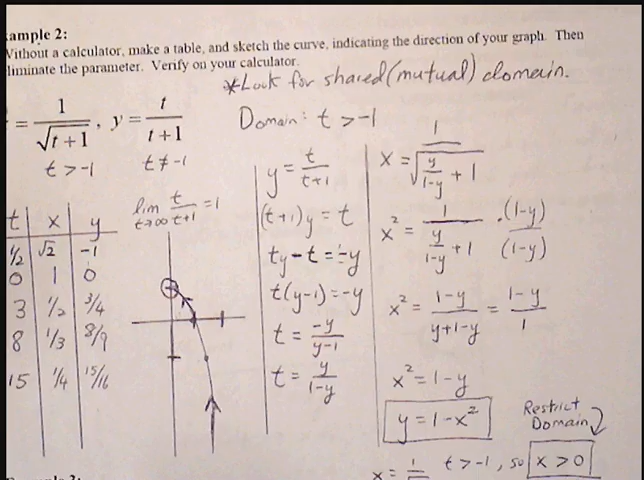 ample 2:
Without a calculator, make a table, and sketch the curve, indicating the direction of your graph. Then
liminate the parameter. Verify on your calculator.
*Look for shared (mutual) domain.
= 1/√(t+1), y = t/(t+1)
t > -1 t ≠ -1
Domain: t > -1
lim t→∞ t/(t+1) = 1
t x y
1/2 √2 -1
0 1 0
3 1/2 3/4
8 1/3 8/9
15 1/4 15/16
y = t/(t+1)
(t+1)y = t
ty - t = -y
t(y-1) = -y
t = -y/(y-1)
t = y/(1-y)
x = 1/√(y/(1-y) + 1)
x² = 1/(y/(1-y) + 1) · (1-y)/(1-y)
x² = (1-y)/(y+1-y) = (1-y)/1
x² = 1-y
y = 1-x²
Restrict
Domain
t > -1, so x > 0